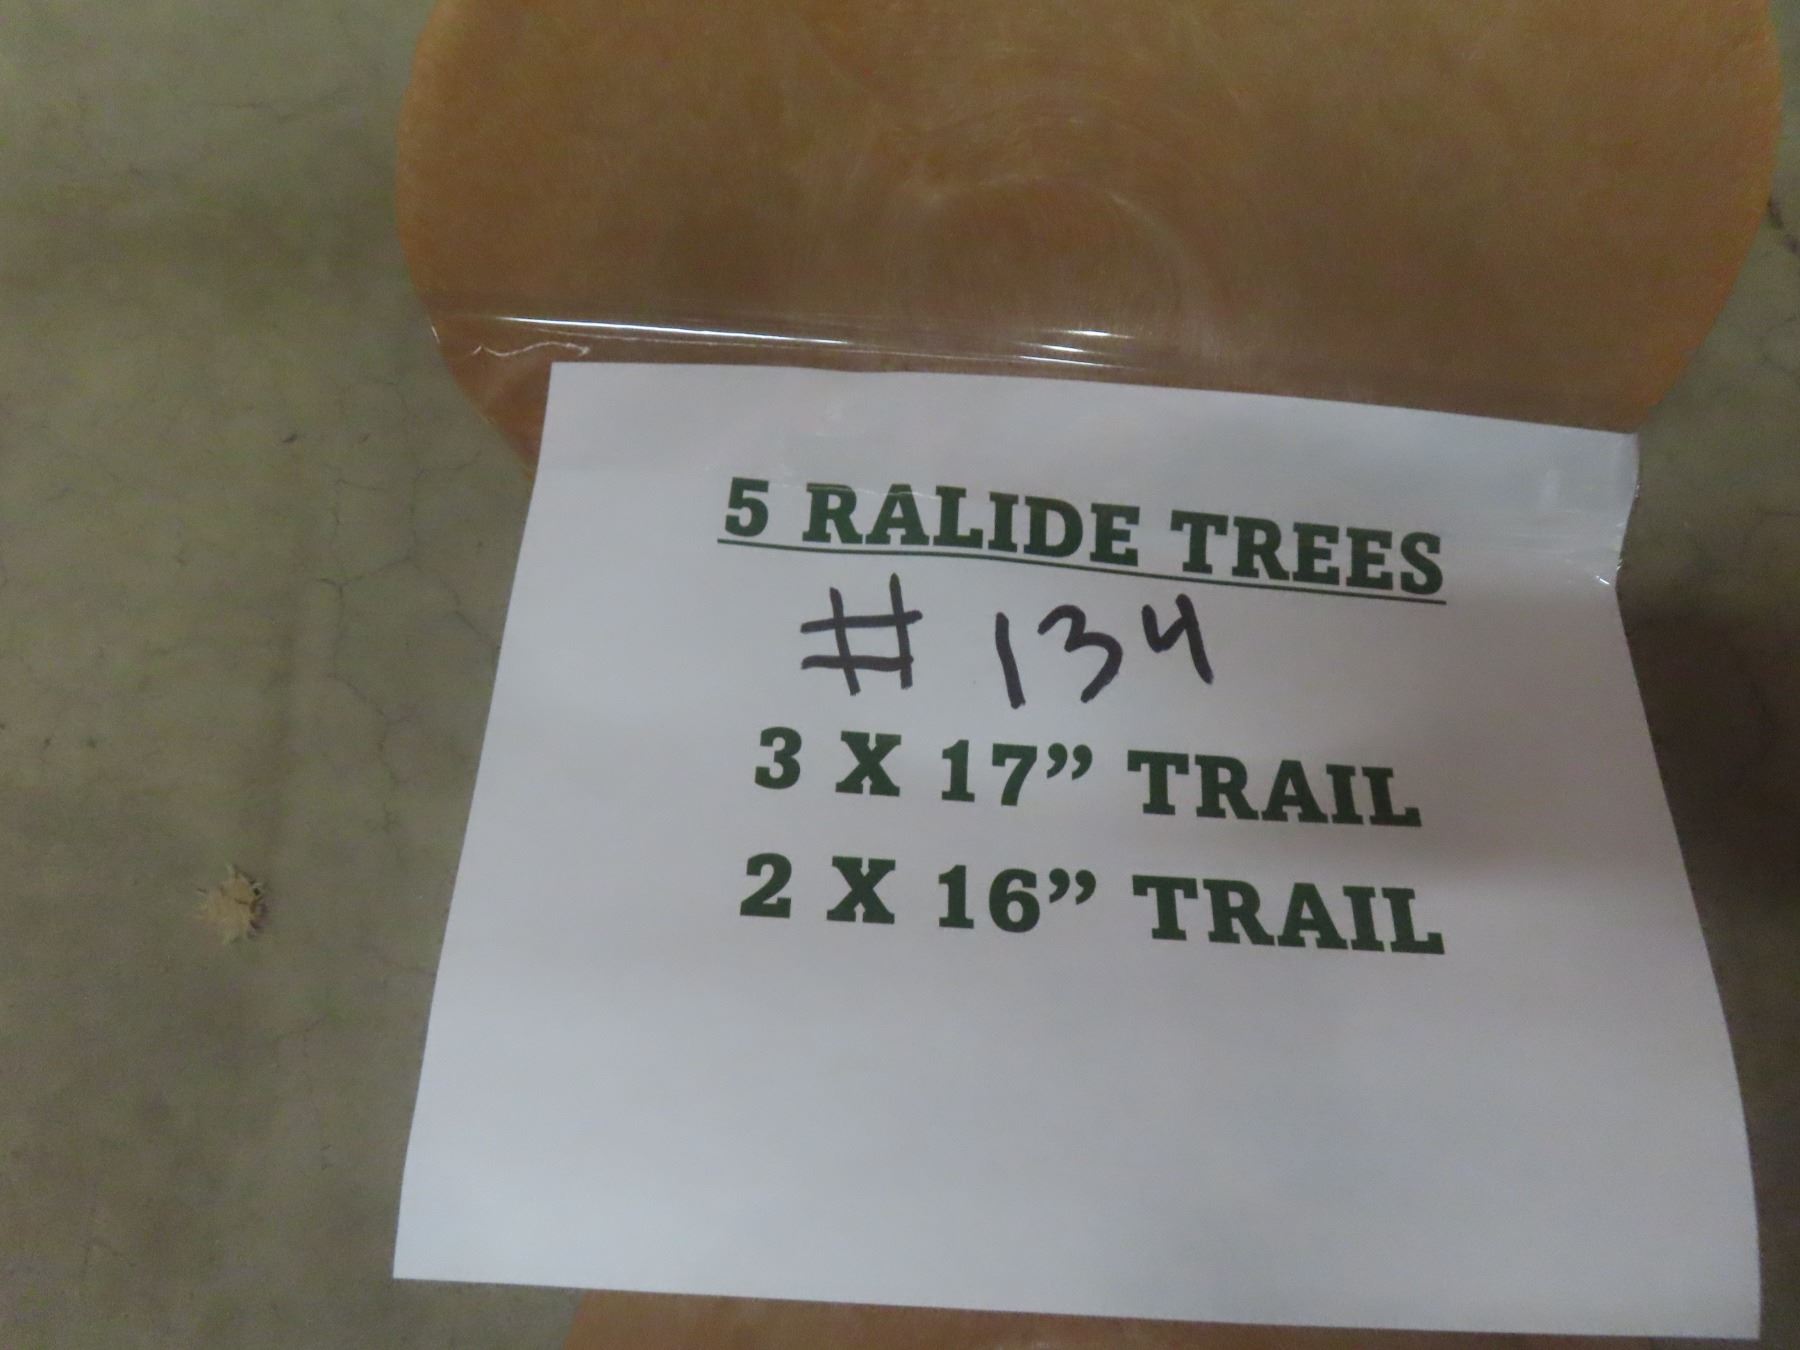 5 RALIDE TREES
# 134
3 X 17” TRAIL
2 X 16” TRAIL